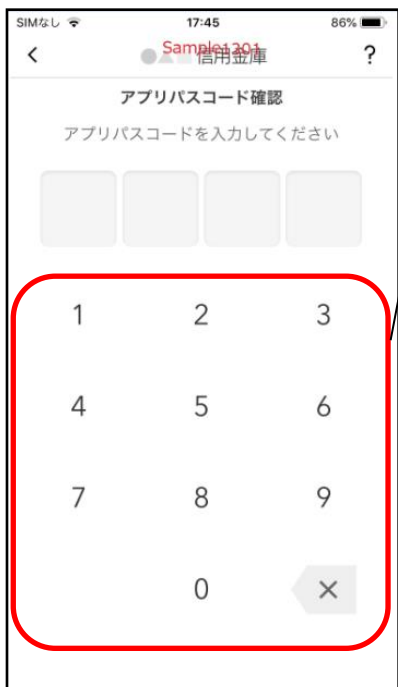 SIMなし 17:45 86%
Sample1201
信用金庫 ?
アプリパスコード確認
アプリパスコードを入力してください
1 2 3
4 5 6
7 8 9
0 ×